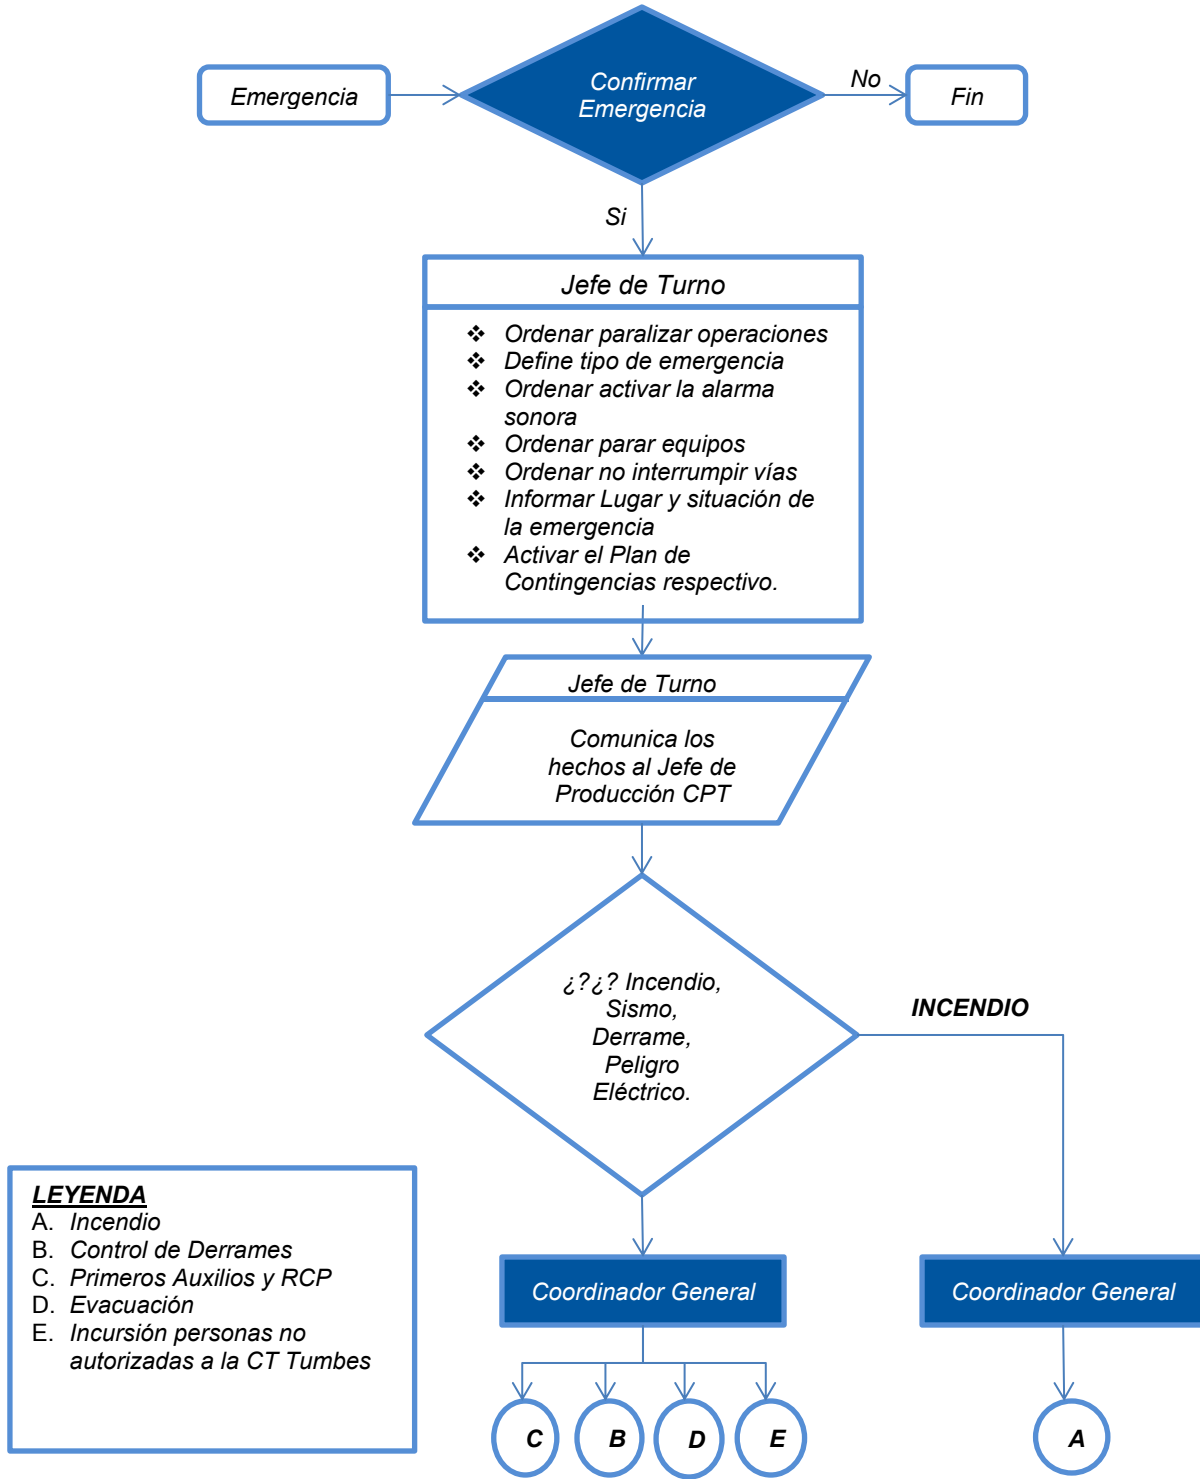 Emergencia
Confirmar
Emergencia
No
Fin
Si
Jefe de Turno
❖ Ordenar paralizar operaciones
❖ Define tipo de emergencia
❖ Ordenar activar la alarma
sonora
❖ Ordenar parar equipos
❖ Ordenar no interrumpir vías
❖ Informar Lugar y situación de
la emergencia
❖ Activar el Plan de
Contingencias respectivo.
Jefe de Turno
Comunica los
hechos al Jefe de
Producción CPT
¿?¿? Incendio,
Sismo,
Derrame,
Peligro
Eléctrico.
INCENDIO
LEYENDA
A. Incendio
B. Control de Derrames
C. Primeros Auxilios y RCP
D. Evacuación
E. Incursión personas no
autorizadas a la CT Tumbes
Coordinador General
Coordinador General
C
B
D
E
A